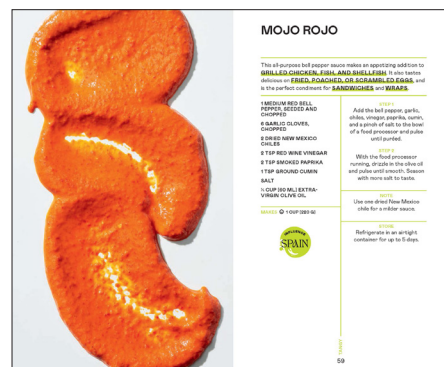 MOJO ROJO
This all-purpose bell pepper sauce makes an appetizing addition to
GRILLED CHICKEN, FISH, AND SHELLFISH. It also tastes
delicious on FRIED, POACHED, OR SCRAMBLED EGGS, and
is the perfect condiment for SANDWICHES and WRAPS.
1 MEDIUM RED BELL
PEPPER, SEEDED AND
CHOPPED
6 GARLIC CLOVES,
CHOPPED
2 DRIED NEW MEXICO
CHILES
2 TSP RED WINE VINEGAR
2 TSP SMOKED PAPRIKA
1 TSP GROUND CUMIN
SALT
CUP (80 ML) EXTRA-
VIRGIN OLIVE OIL
MAKES 1 CUP (280 G)
INFLUENCE
SPAIN
STEP 1
Add the bell pepper, garlic,
chiles, vinegar, paprika, cumin,
and a pinch of salt to the bowl
of a food processor and pulse
until puréed.
STEP 2
With the food processor
running, drizzle in the olive oil
and pulse until smooth. Season
with more salt to taste.
NOTE
Use one dried New Mexico
chile for a milder sauce.
STORE
Refrigerate in an airtight
container for up to 5 days.
TANGY
59